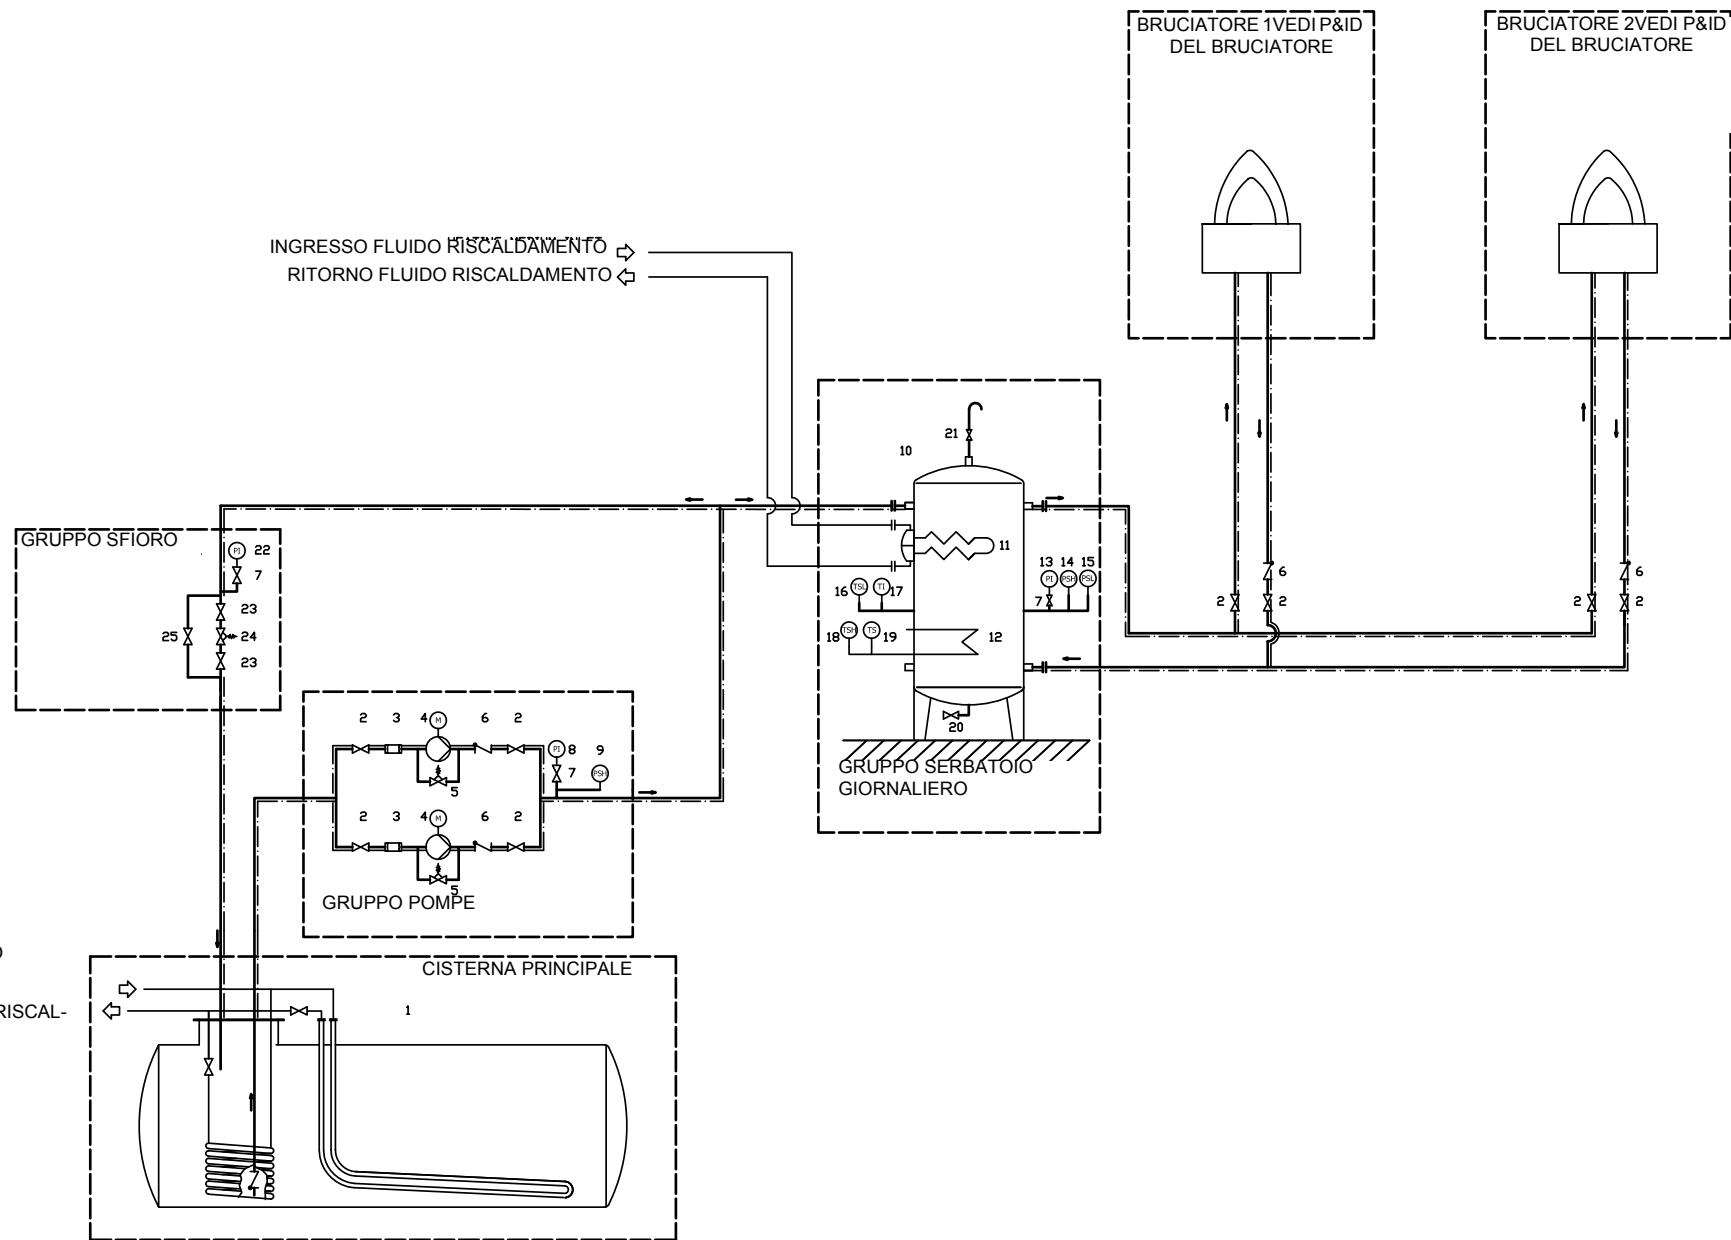 BRUCIATORE 1VEDI P&ID
DEL BRUCIATORE
BRUCIATORE 2VEDI P&ID
DEL BRUCIATORE
INGRESSO FLUIDO RISCALDAMENTO
RITORNO FLUIDO RISCALDAMENTO
21
10
GRUPPO SFIORO
PI 22
7
23
25 24
23
11
13 14 15
PI PSH PSL
16 TSL TI 17
7
18 TSH TS 19
12
20
GRUPPO SERBATOIO
GIORNALIERO
6
2 2
6
2 2
2 3 4 M 6 2
5
PI 8 9
7 PSH
2 3 4 M 6 2
5
GRUPPO POMPE
O
CISTERNA PRINCIPALE
RISCAL-
1